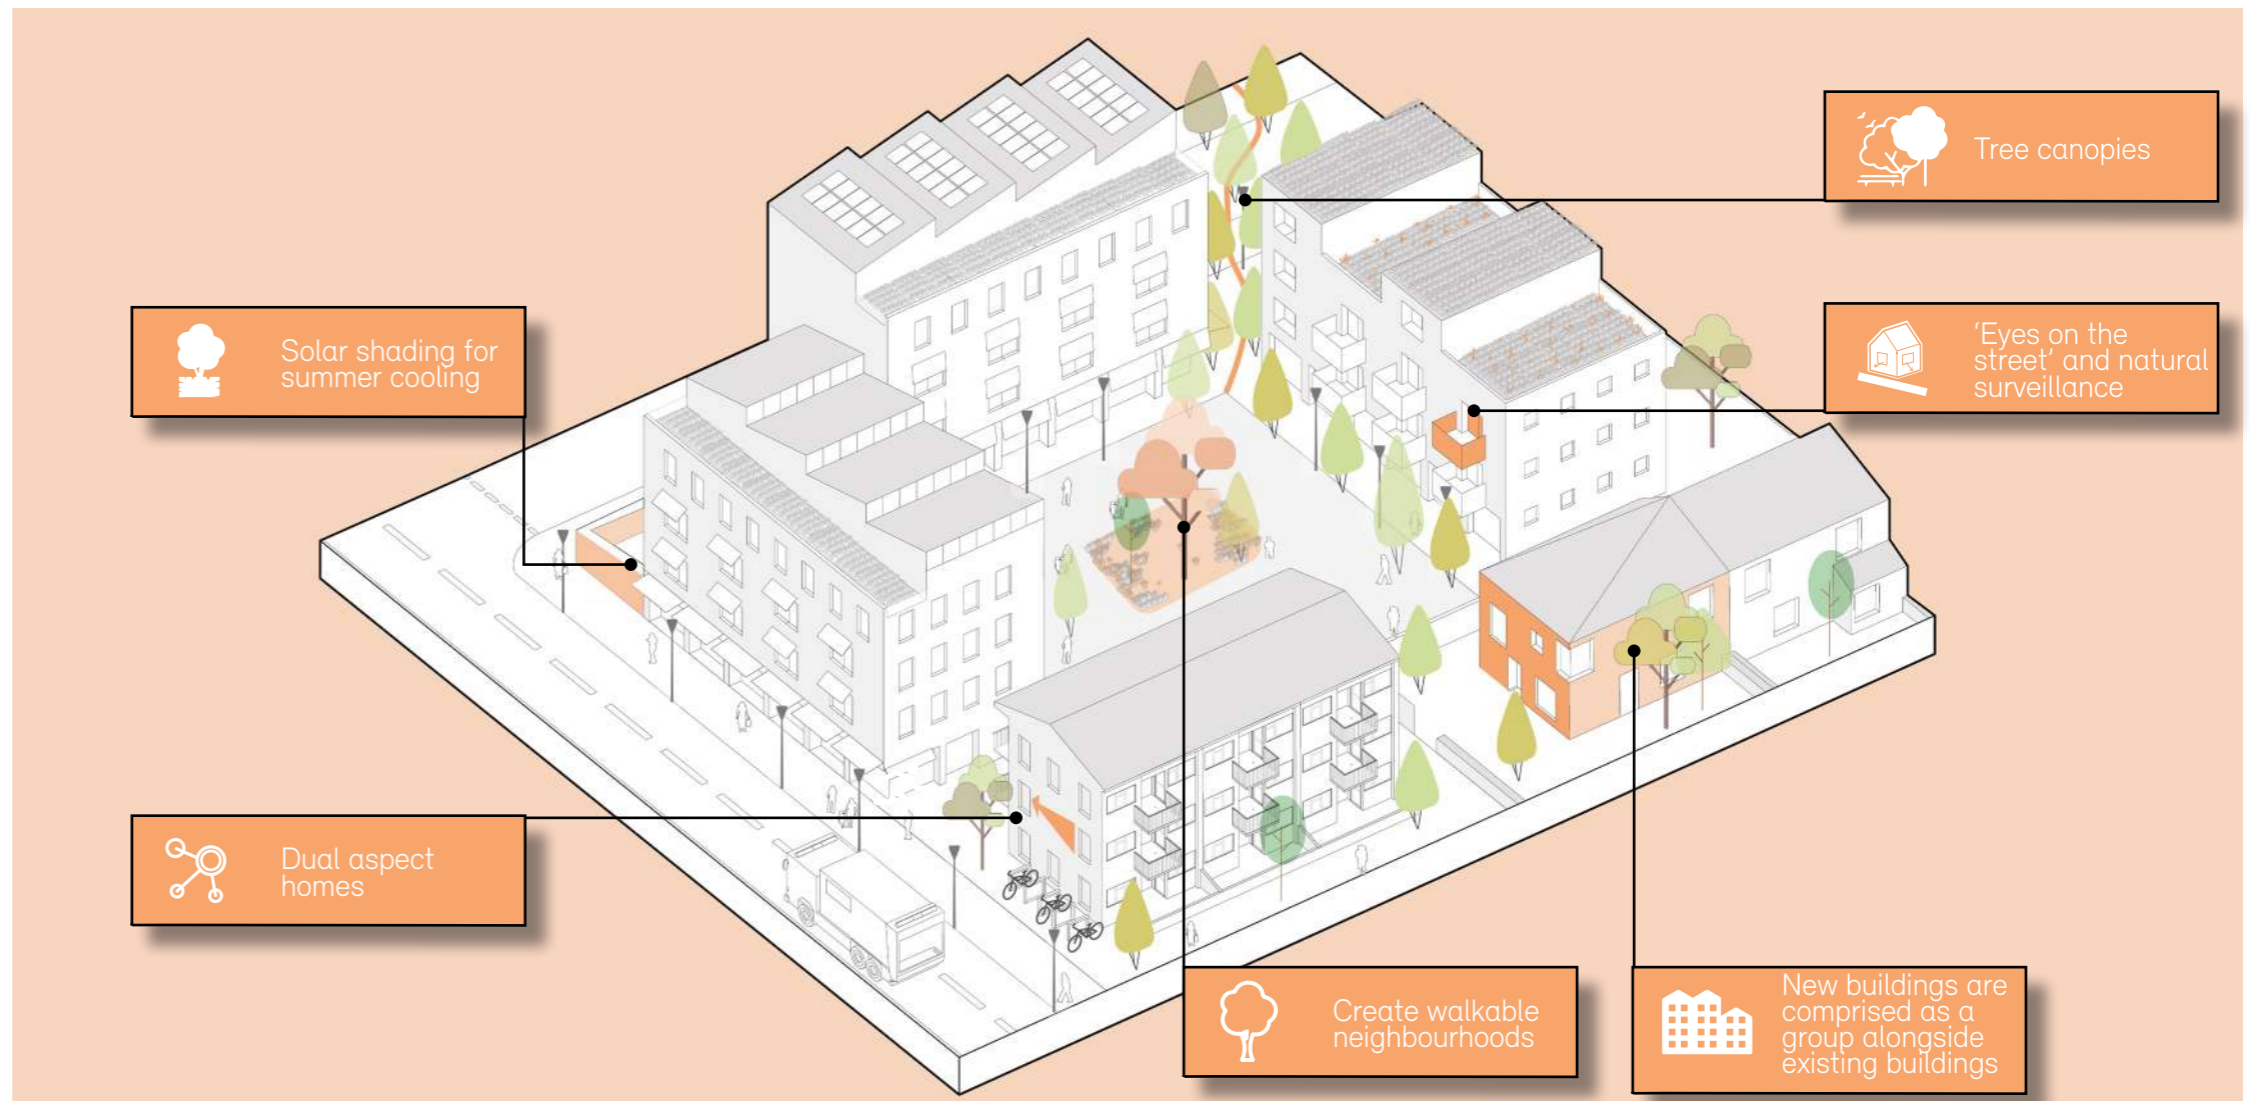 Tree canopies
'Eyes on the
street' and natural
surveillance
Solar shading for
summer cooling
Dual aspect
homes
Create walkable
neighbourhoods
New buildings are
comprised as a
group alongside
existing buildings